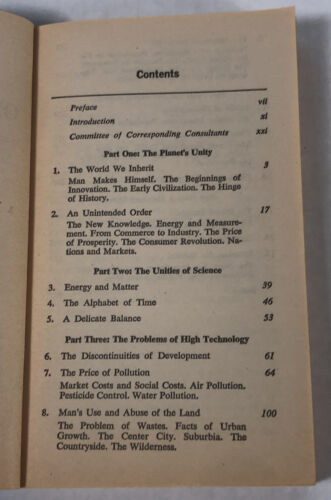 Contents
Preface vii
Introduction xi
Committee of Corresponding Consultants xxi
Part One: The Planet's Unity
1. The World We Inherit 3
Man Makes Himself. The Beginnings of
Innovation. The Early Civilization. The Hinge
of History.
2. An Unintended Order 17
The New Knowledge. Energy and Measure-
ment. From Commerce to Industry. The Price
of Prosperity. The Consumer Revolution. Na-
tions and Markets.
Part Two: The Unities of Science
3. Energy and Matter 39
4. The Alphabet of Time 46
5. A Delicate Balance 53
Part Three: The Problems of High Technology
6. The Discontinuities of Development 61
7. The Price of Pollution 64
Market Costs and Social Costs. Air Pollution.
Pesticide Control. Water Pollution.
8. Man's Use and Abuse of the Land 100
The Problem of Wastes. Facts of Urban
Growth. The Center City. Suburbia. The
Countryside. The Wilderness.